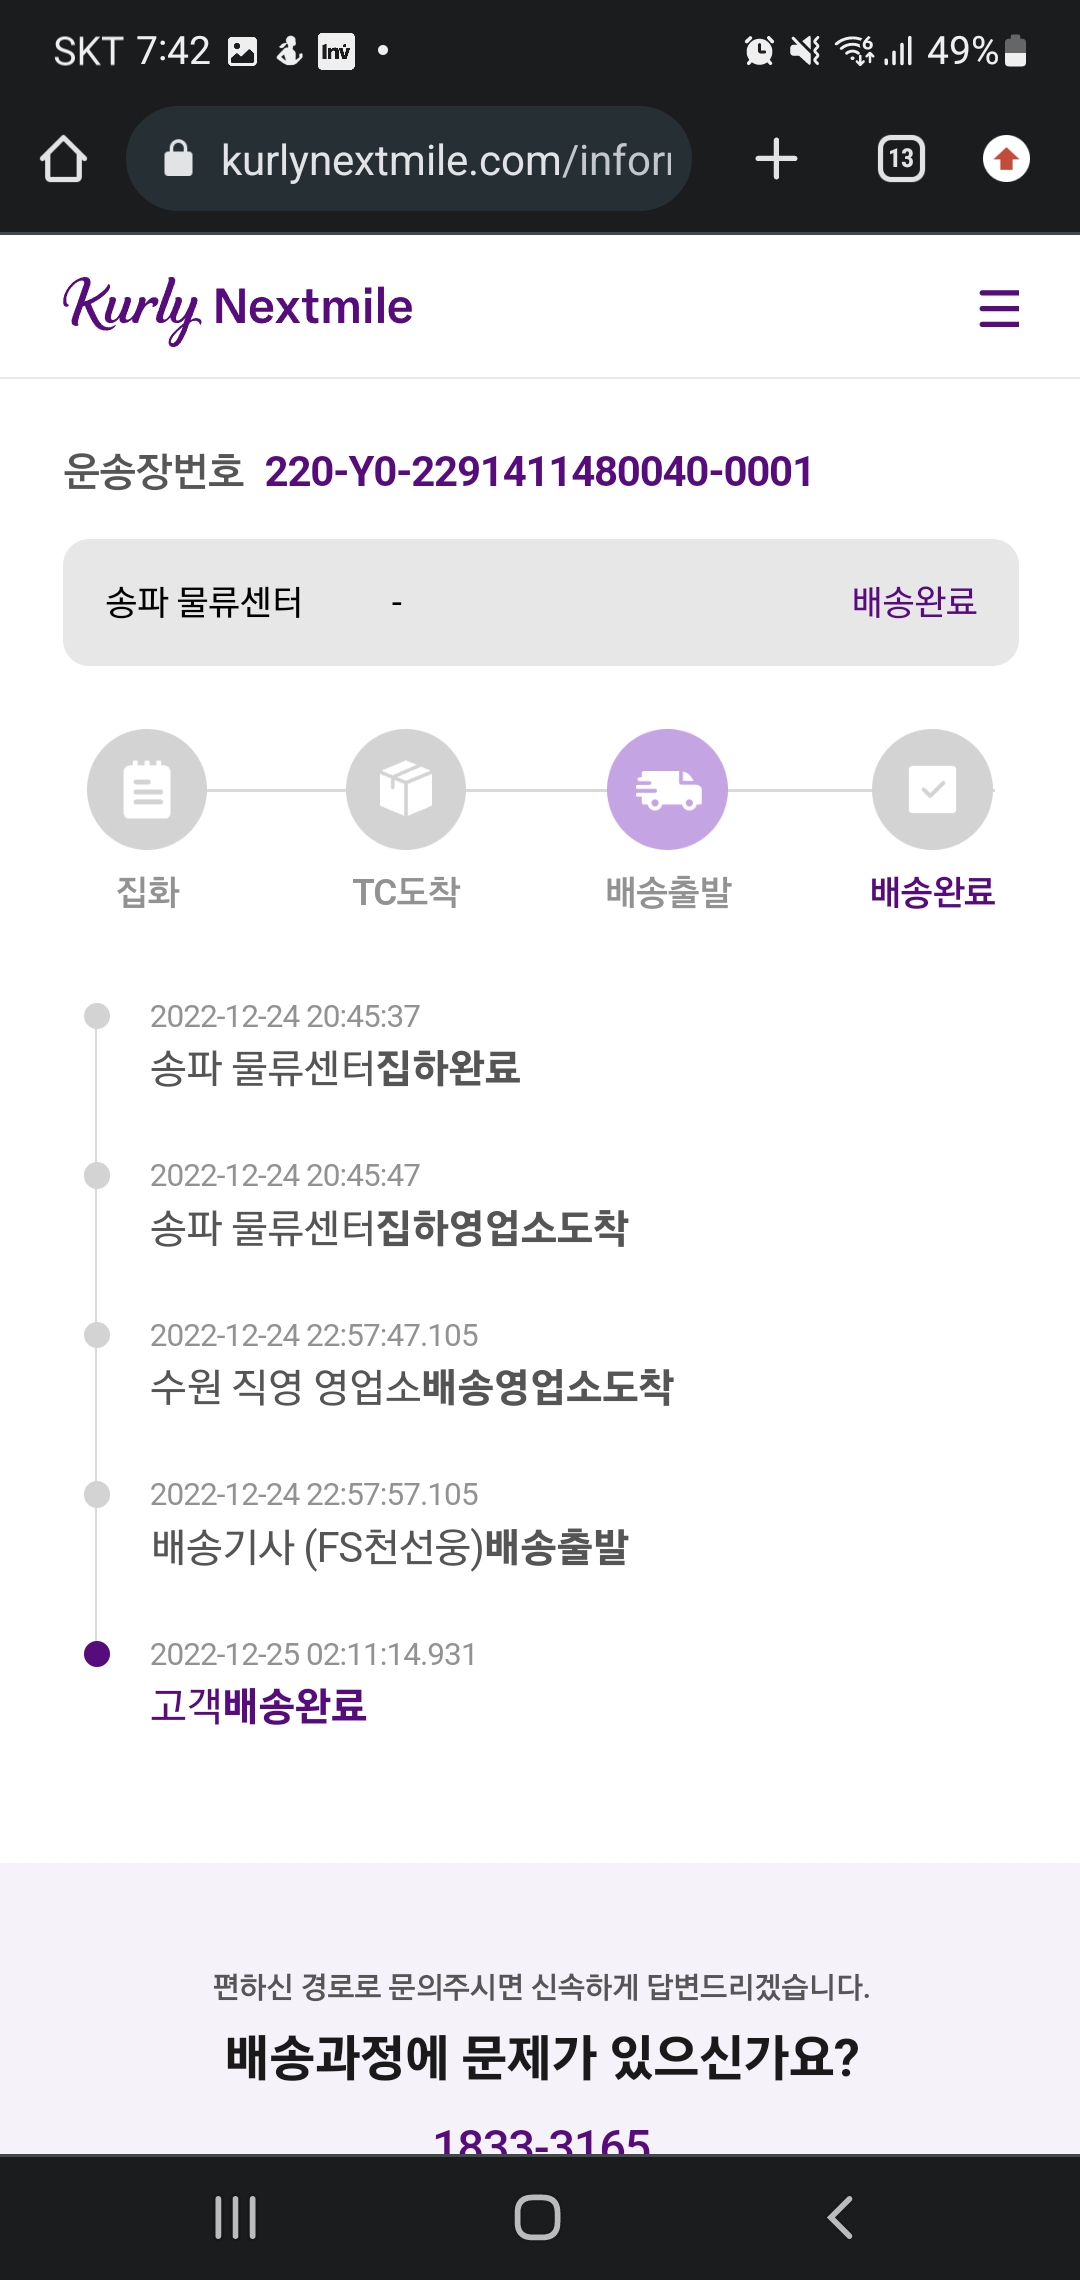 SKT 7:42 Inv 49%
kurlynextmile.com/infor 13
Kurly Nextmile
운송장번호 220-Y0-2291411480040-0001
송파 물류센터 - 배송완료
집화 TC도착 배송출발 배송완료
2022-12-24 20:45:37
송파 물류센터집하완료
2022-12-24 20:45:47
송파 물류센터집하영업소도착
2022-12-24 22:57:47.105
수원 직영 영업소배송영업소도착
2022-12-24 22:57:57.105
배송기사 (FS천선웅)배송출발
2022-12-25 02:11:14.931
고객배송완료
편하신 경로로 문의주시면 신속하게 답변드리겠습니다.
배송과정에 문제가 있으신가요?
1833-3165